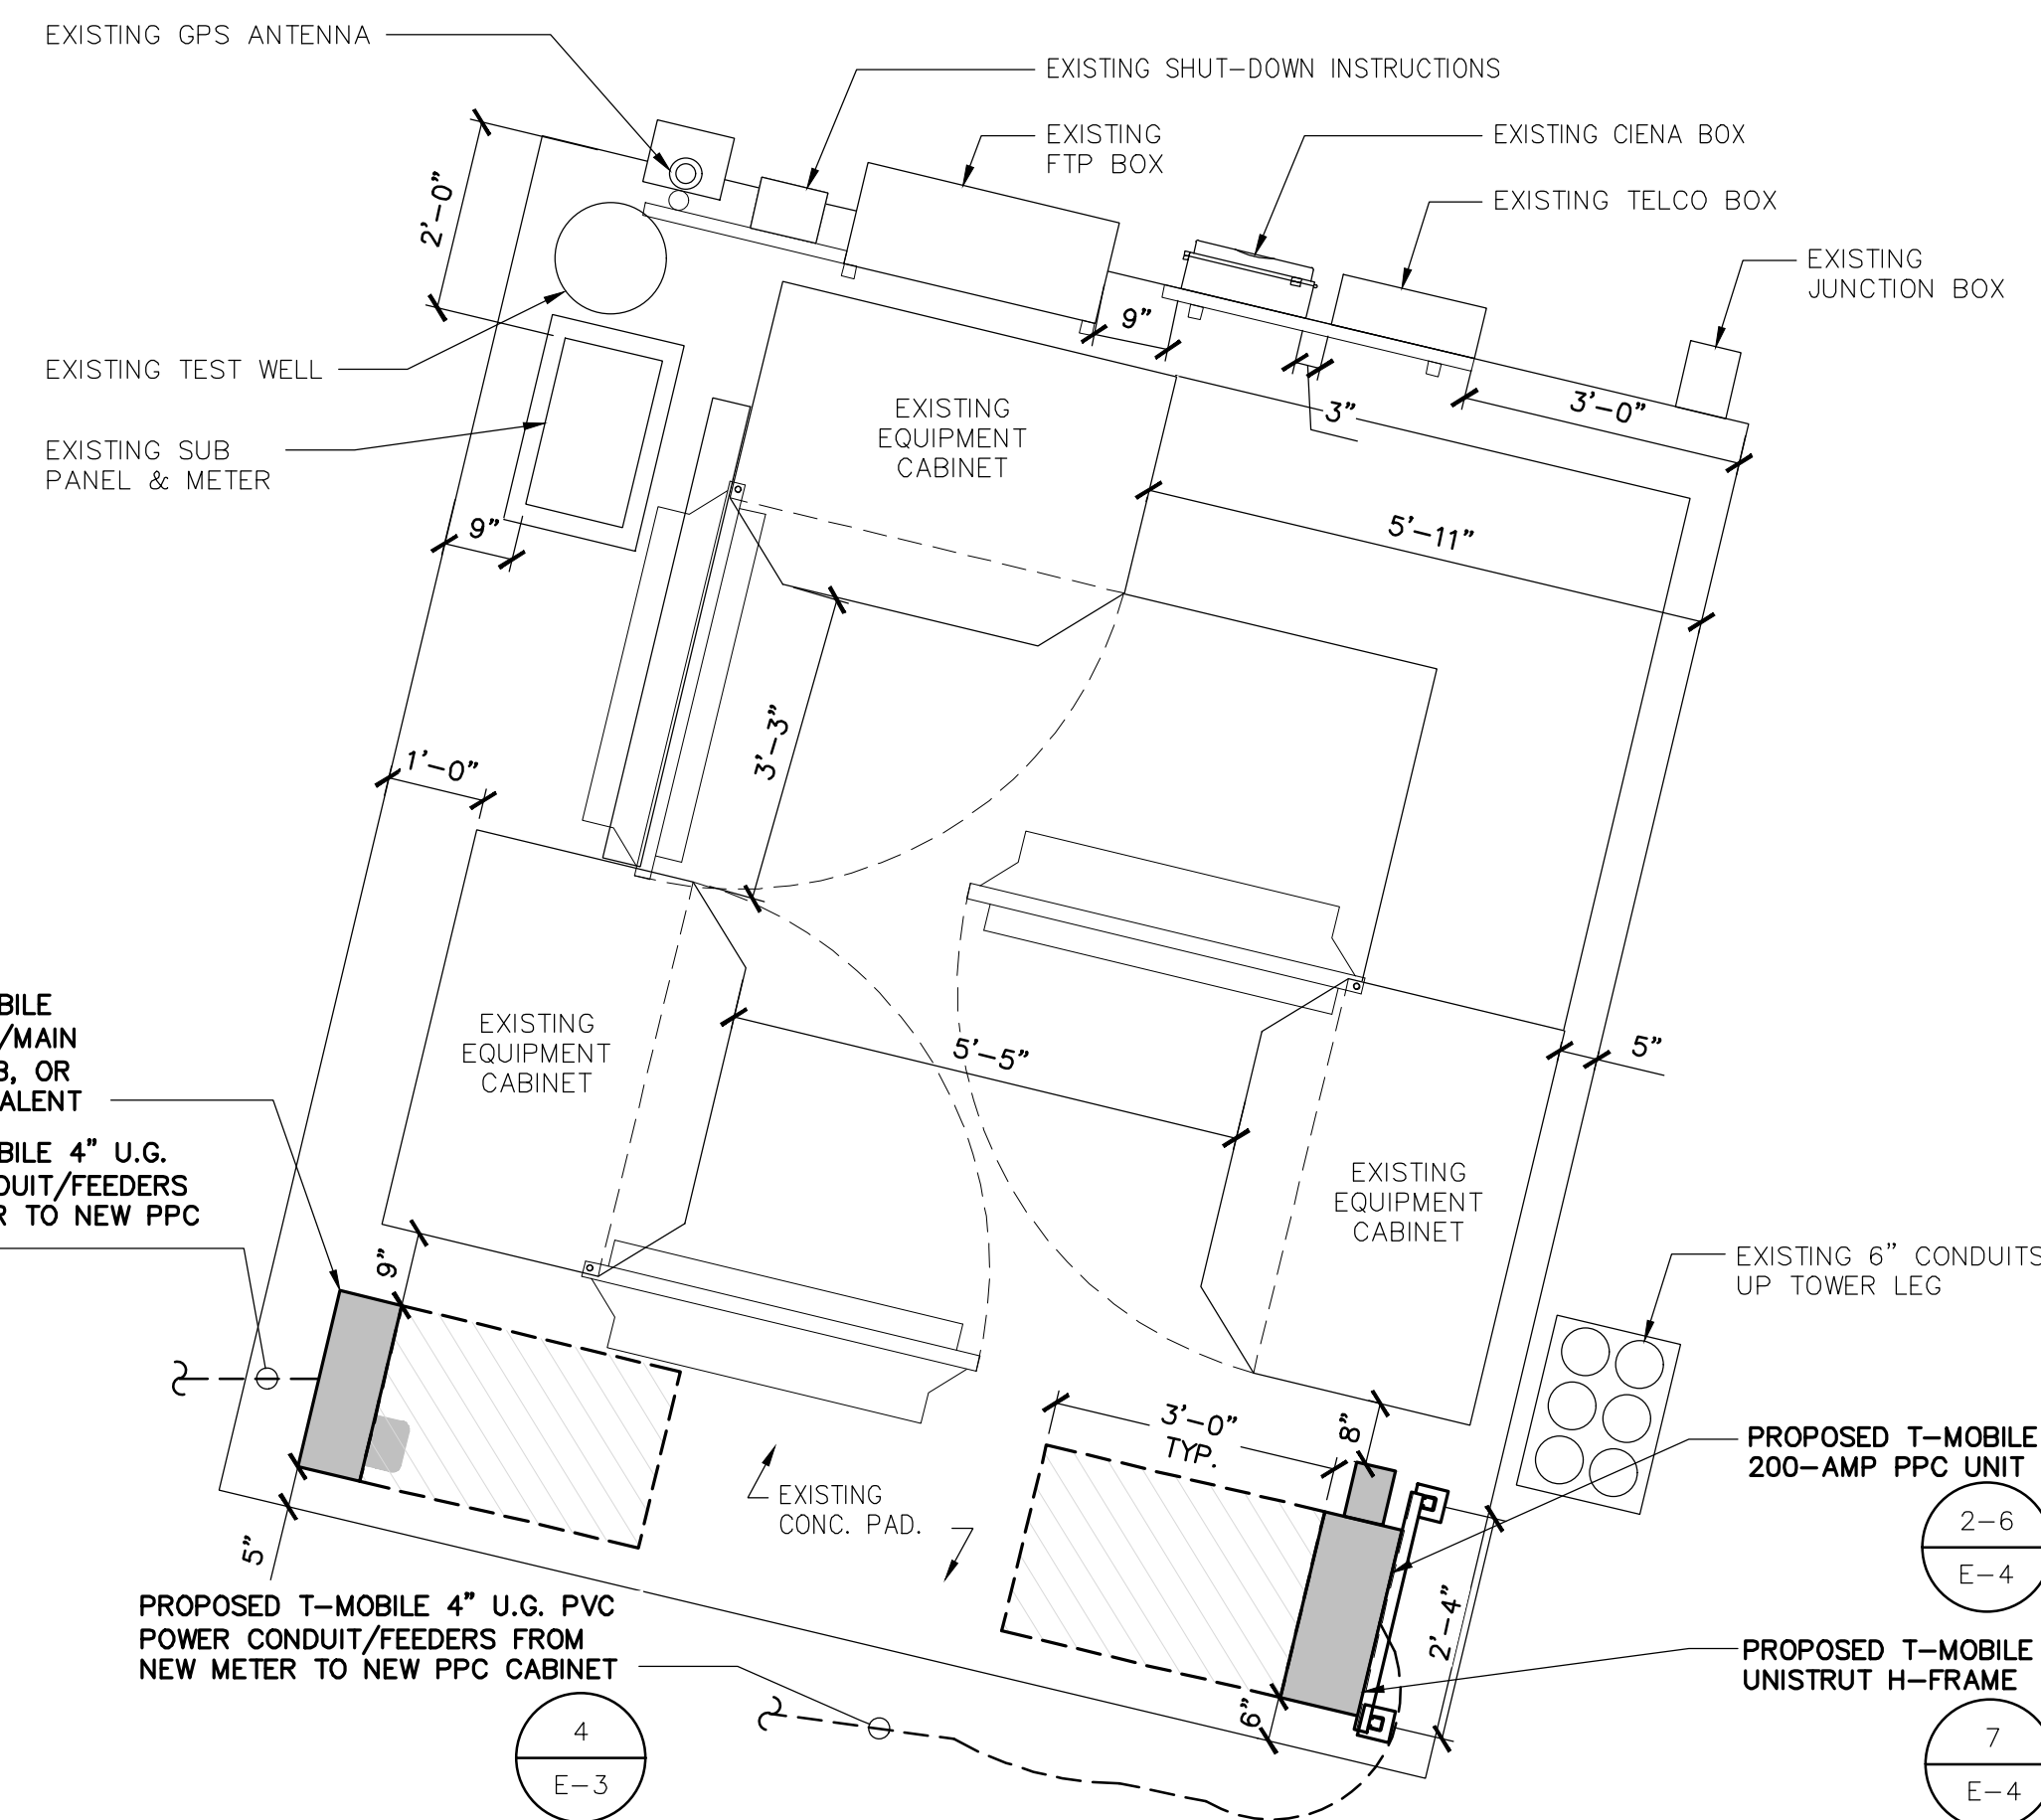 EXISTING GPS ANTENNA
EXISTING SHUT-DOWN INSTRUCTIONS
EXISTING
FTP BOX
EXISTING CIENA BOX
EXISTING TELCO BOX
EXISTING
JUNCTION BOX
2'-0"
9"
EXISTING TEST WELL
3"
3'-0"
EXISTING
EQUIPMENT
CABINET
EXISTING SUB
PANEL & METER
9"
5'-11"
3'-3"
1'-0"
BILE
/MAIN
, OR
ALENT
EXISTING
EQUIPMENT
CABINET
5'-5"
5"
BILE 4" U.G.
DUIT/FEEDERS
R TO NEW PPC
EXISTING
EQUIPMENT
CABINET
9"
EXISTING 6" CONDUITS
UP TOWER LEG
3'-0"
TYP.
8"
PROPOSED T-MOBILE
200-AMP PPC UNIT
2-6
E-4
EXISTING
CONC. PAD.
5"
PROPOSED T-MOBILE 4" U.G. PVC
POWER CONDUIT/FEEDERS FROM
NEW METER TO NEW PPC CABINET
4
E-3
2'-4"
6"
PROPOSED T-MOBILE
UNISTRUT H-FRAME
7
E-4